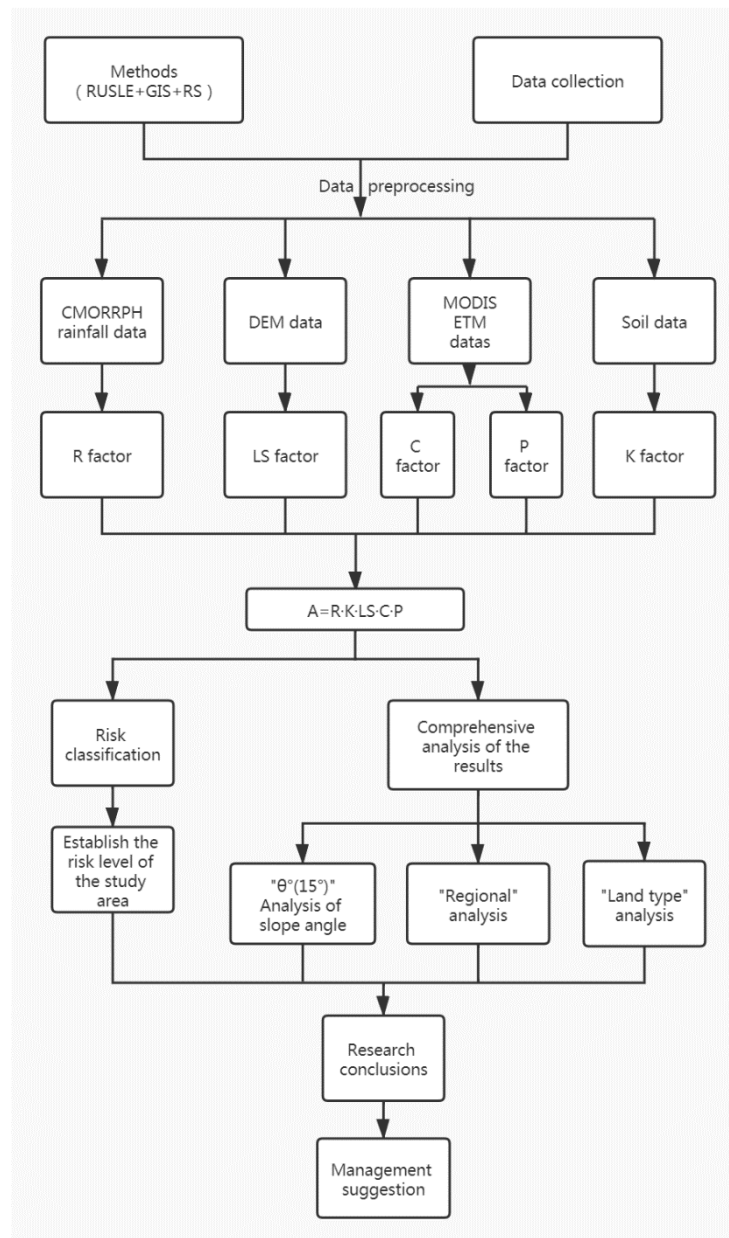 Methods
( RUSLE+GIS+RS )
Data collection
Data preprocessing
CMORRPH
rainfall data
DEM data
MODIS
ETM
datas
Soil data
R factor
LS factor
C
factor
P
factor
K factor
A=R·K·LS·C·P
Risk
classification
Comprehensive
analysis of the
results
Establish the
risk level of
the study
area
"θ°(15°)"
Analysis of
slope angle
"Regional"
analysis
"Land type"
analysis
Research
conclusions
Management
suggestion